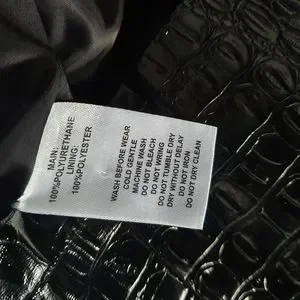 MAIN:
100%POLYURETHANE
LINING:
100%POLYESTER
WASH BEFORE WEAR
COLD GENTLE
MACHINE WASH
DO NOT BLEACH
DO NOT WRING
DO NOT TUMBLE DRY
DRY WITHOUT DELAY
DO NOT IRON
DO NOT DRY CLEAN